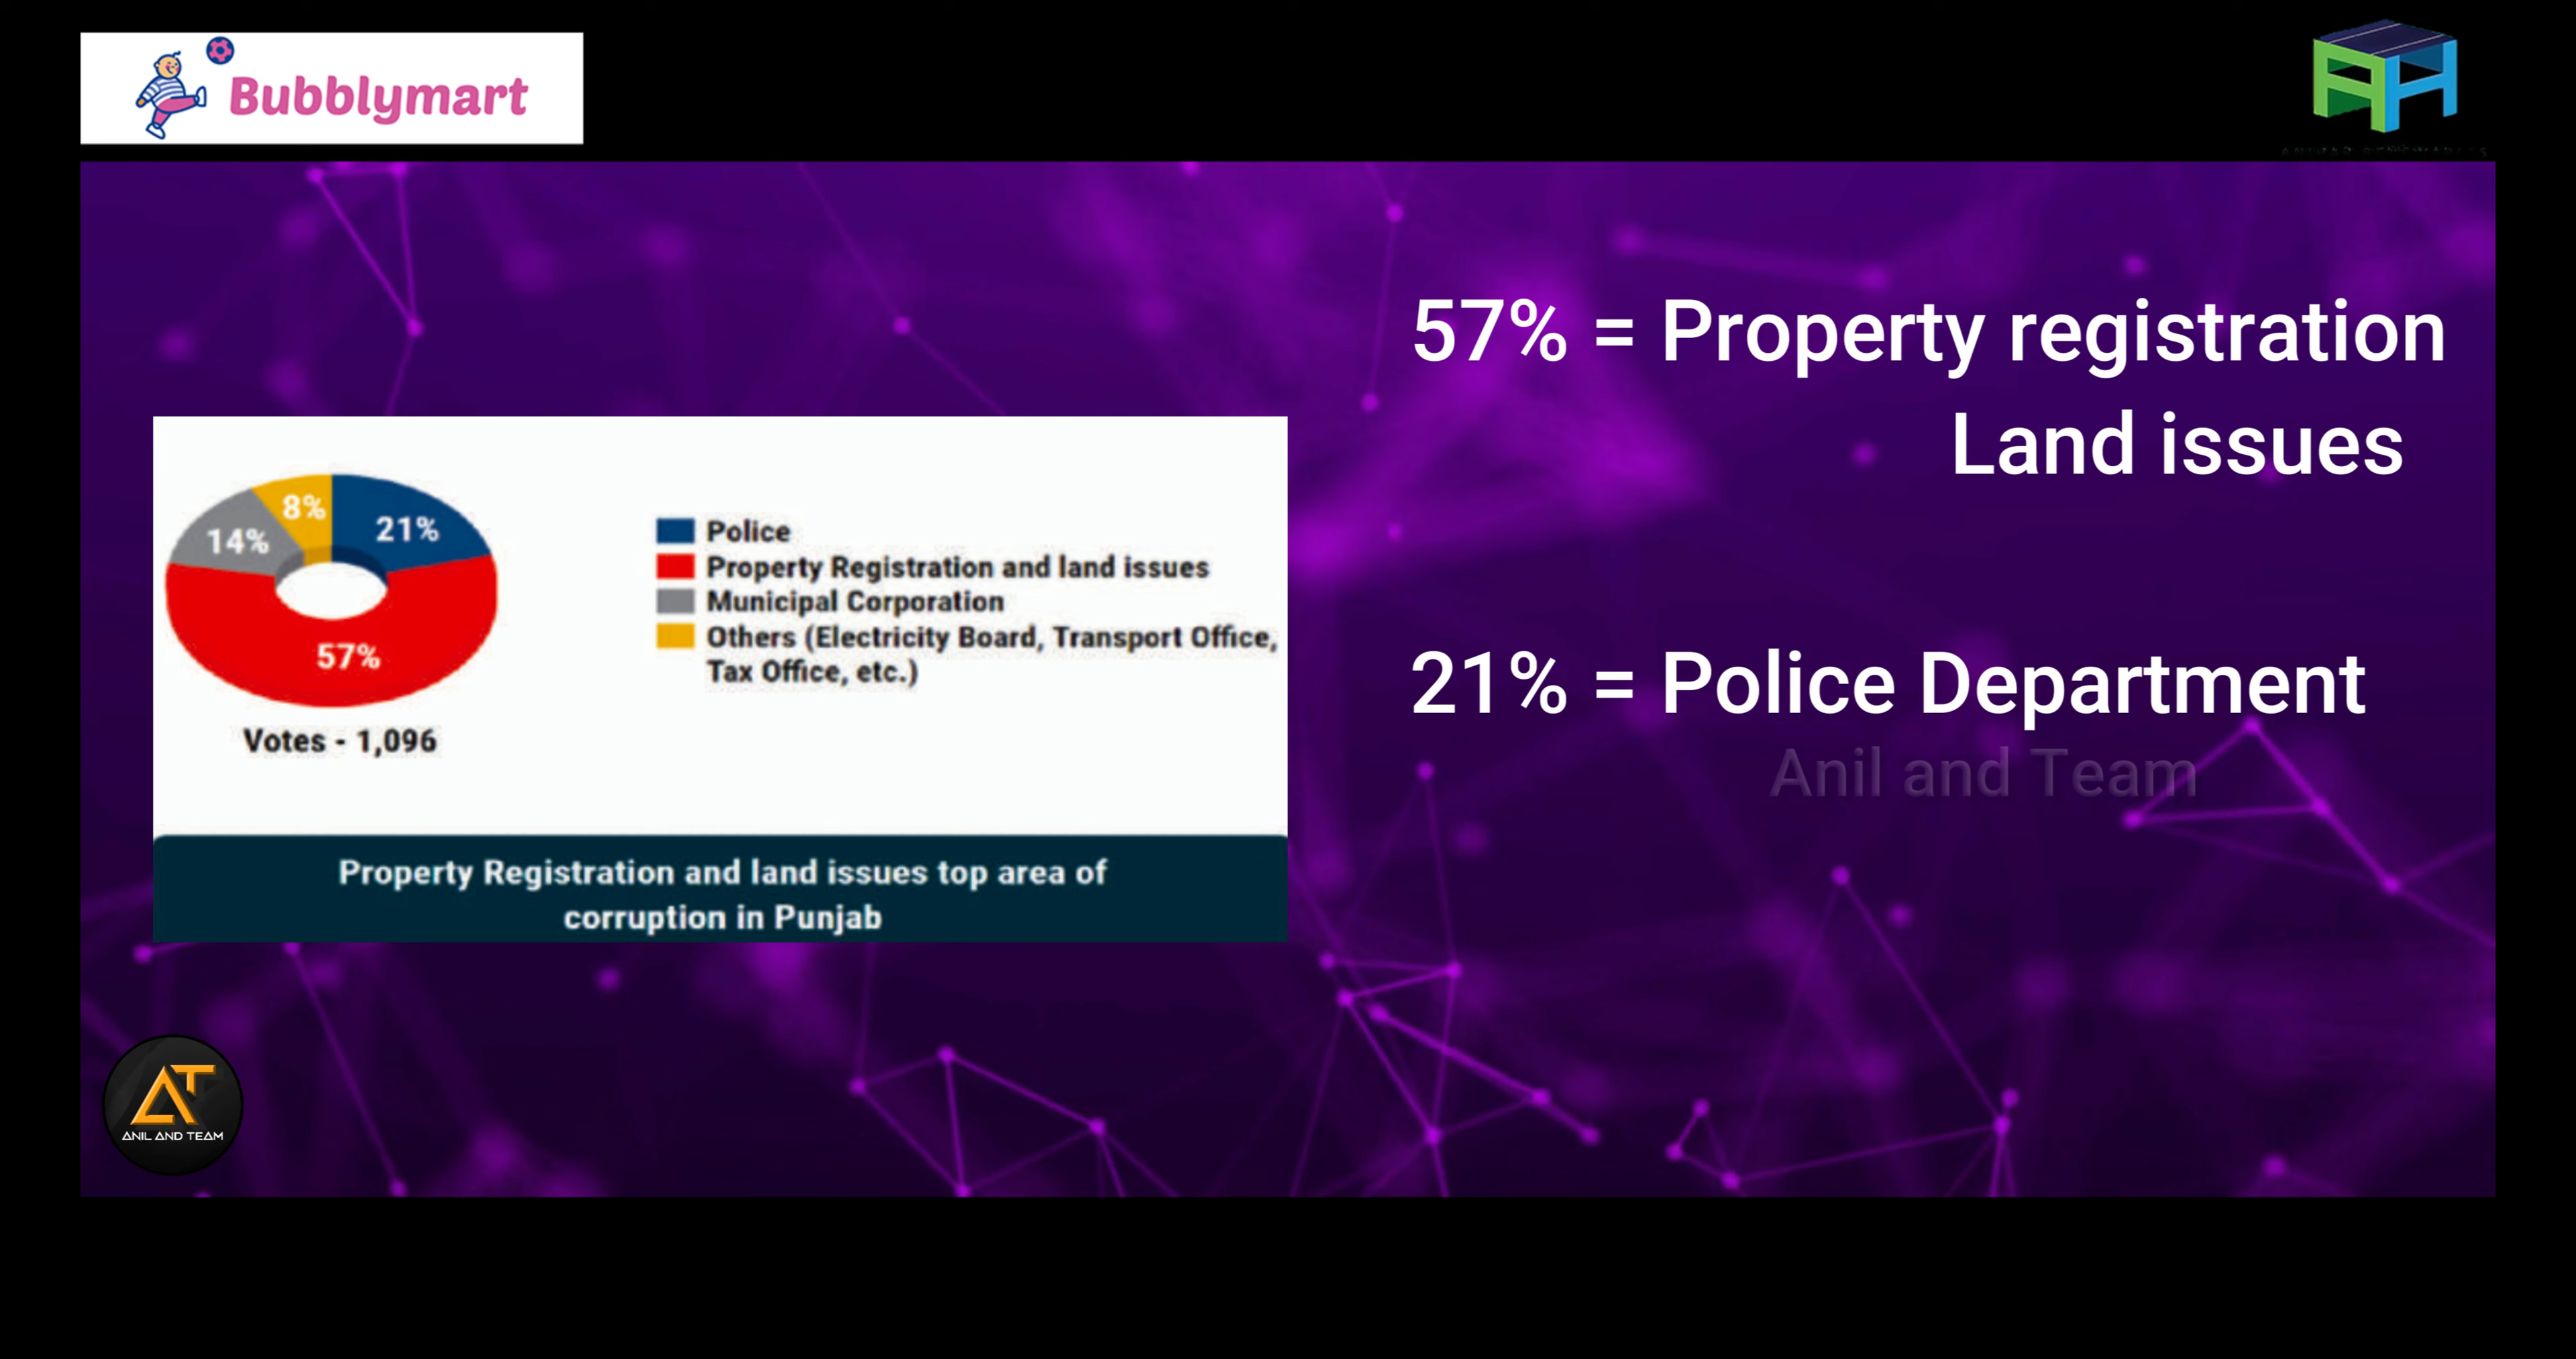 Bubblymart
57% = Property registration
Land issues
21% = Police Department
Anil and Team
8%
21%
14%
57%
Votes - 1,096
Police
Property Registration and land issues
Municipal Corporation
Others (Electricity Board, Transport Office,
Tax Office, etc.)
Property Registration and land issues top area of
corruption in Punjab
AT
ANIL AND TEAM